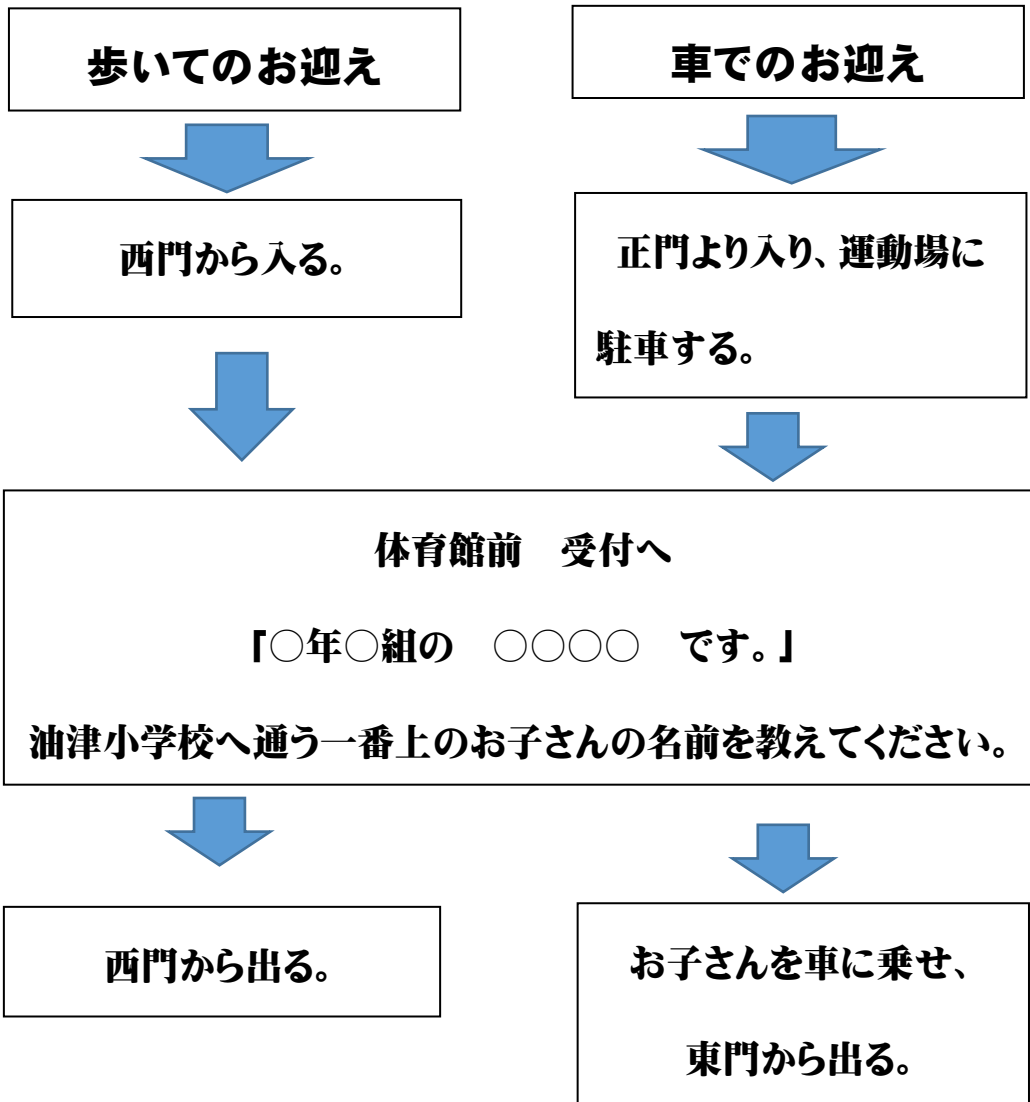 歩いてのお迎え
車でのお迎え
西門から入る。
正門より入り、運動場に
駐車する。
体育館前　受付へ
『○年○組の　○○○○　です。』
油津小学校へ通う一番上のお子さんの名前を教えてください。
西門から出る。
お子さんを車に乗せ、
東門から出る。